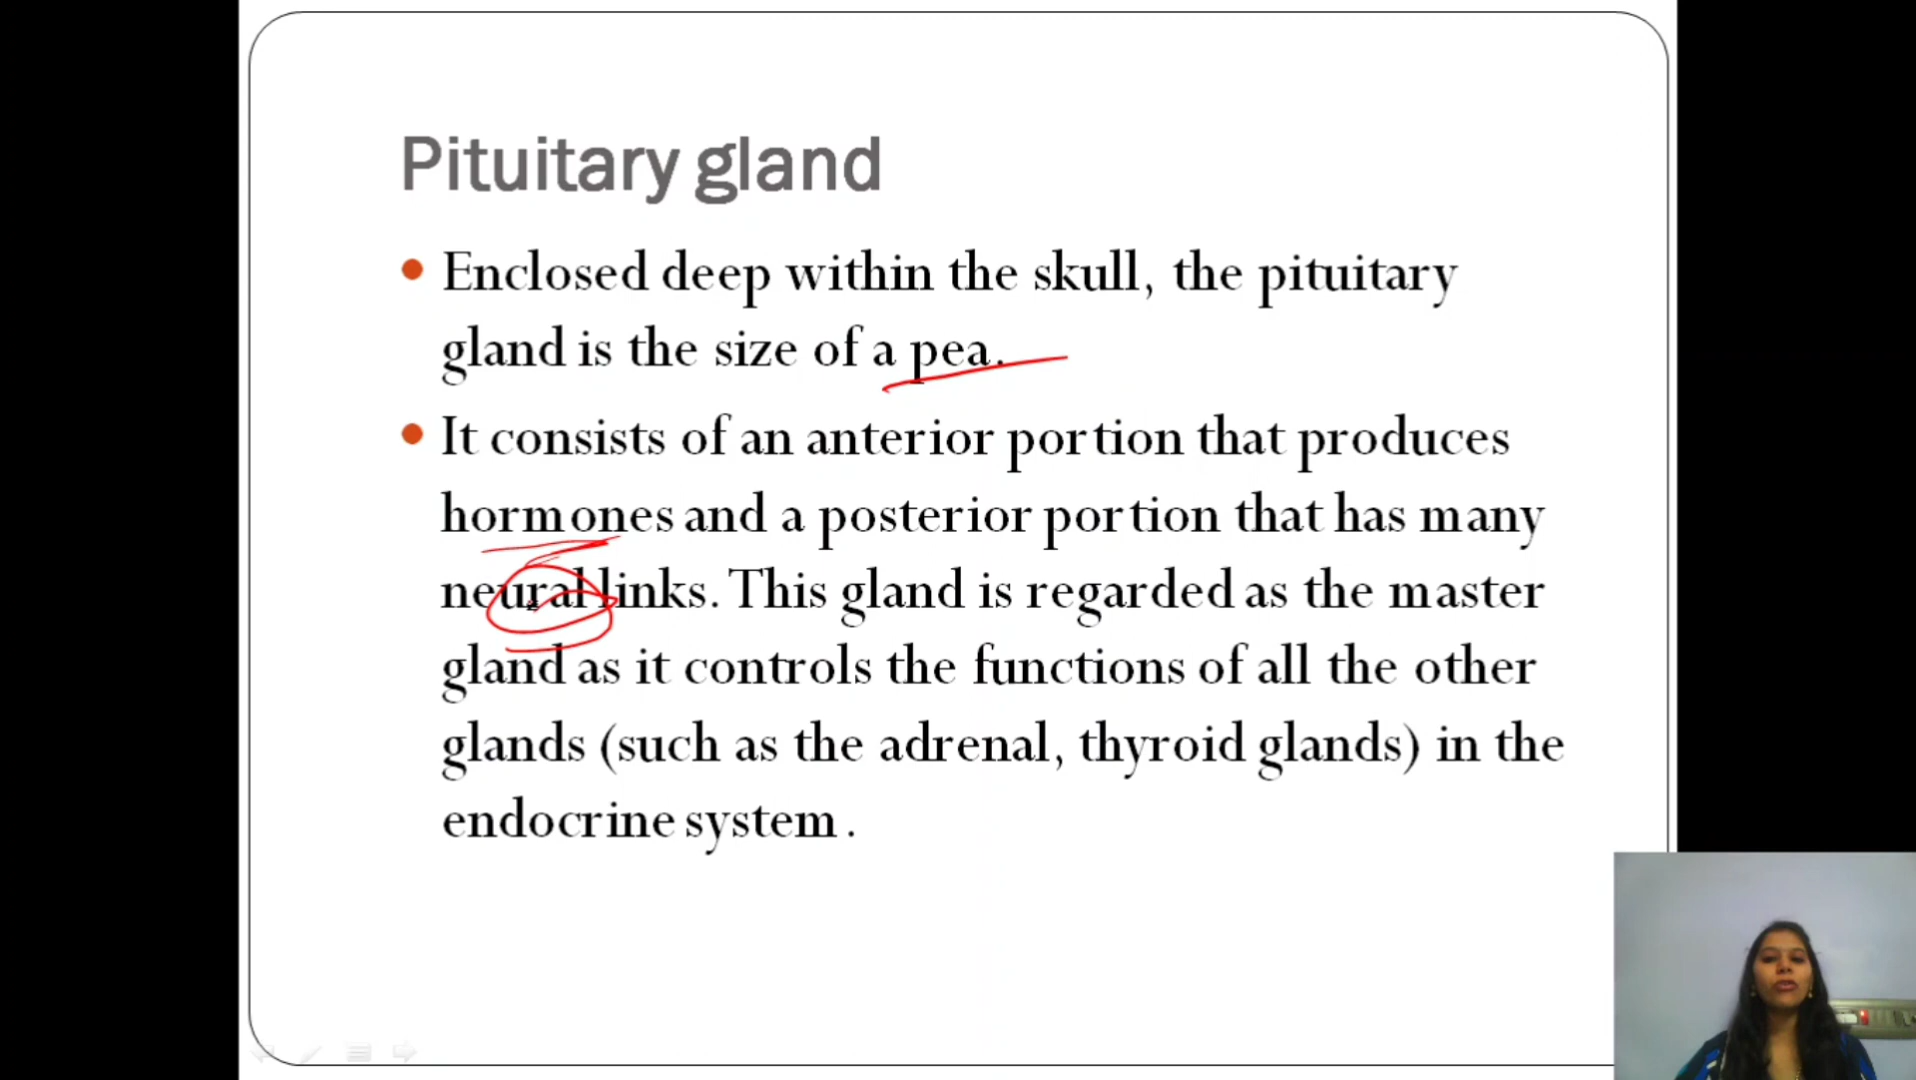 Pituitary gland
• Enclosed deep within the skull, the pituitary
gland is the size of a pea.
• It consists of an anterior portion that produces
hormones and a posterior portion that has many
neural links. This gland is regarded as the master
gland as it controls the functions of all the other
glands (such as the adrenal, thyroid glands) in the
endocrine system .